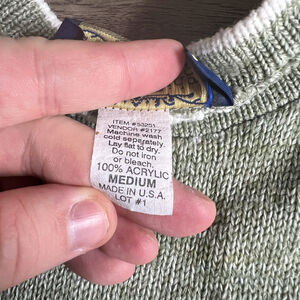 ITEM #53251
VENDOR #2177
Machine wash
cold separately.
Lay flat to dry.
Do not iron
or bleach.
100% ACRYLIC
MEDIUM
MADE IN U.S.A.
LOT #1